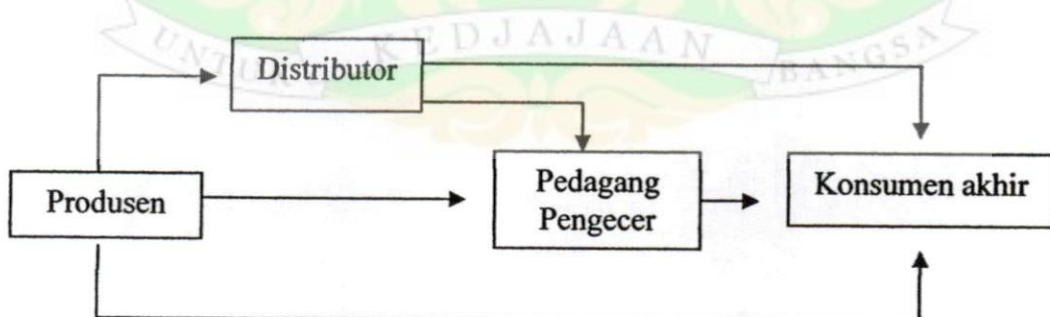 UNTUK KEDJAJAAN BANGSA
Distributor
Produsen
Pedagang
Pengecer
Konsumen akhir